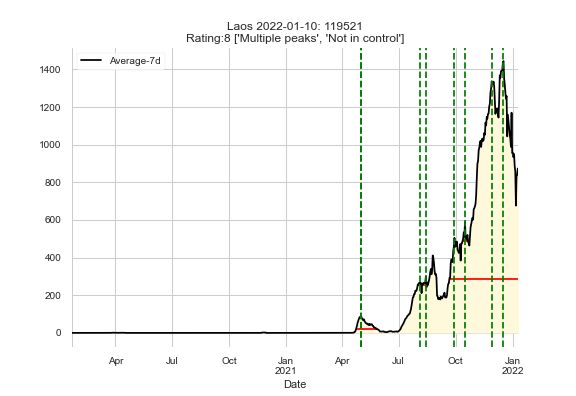 Laos 2022-01-10: 119521
Rating:8 ['Multiple peaks', 'Not in control']
Average-7d
1400
1200
1000
800
600
400
200
0
Apr Jul Oct Jan Apr Jul Oct Jan
2021 2022
Date